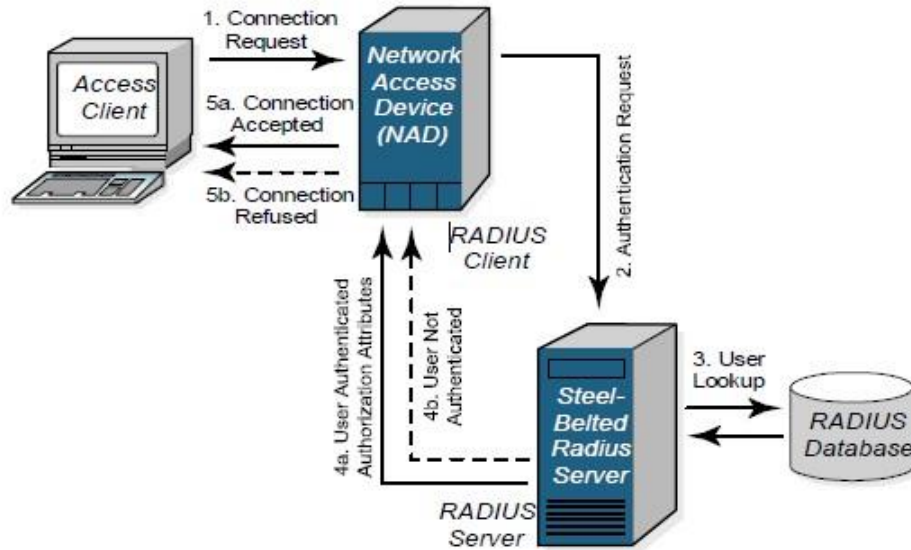 1. Connection
Request
Access
Client
5a. Connection
Accepted
5b. Connection
Refused
Network
Access
Device
(NAD)
RADIUS
Client
2. Authentication Request
4a. User Authenticated
Authorization Attributes
4b. User Not
Authenticated
3. User
Lookup
Steel-
Belted
Radius
Server
RADIUS
Database
RADIUS
Server